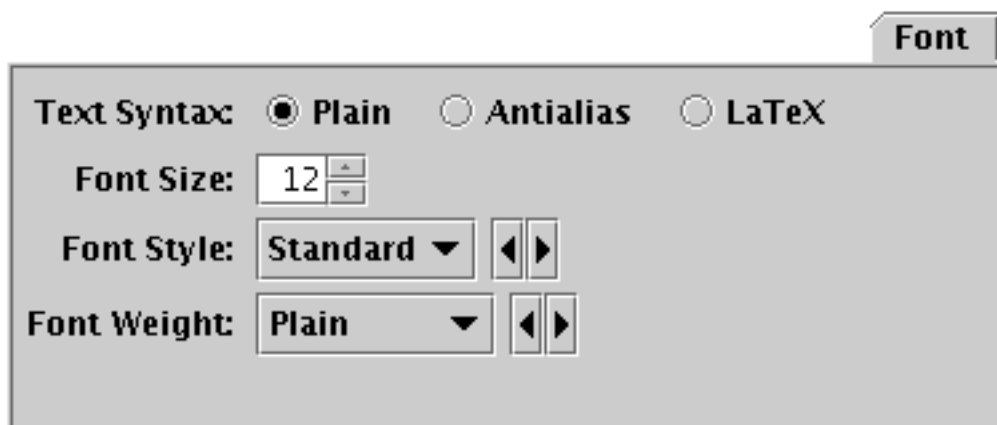 Font
Text Syntax: Plain Antialias LaTeX
Font Size: 12
Font Style: Standard
Font Weight: Plain